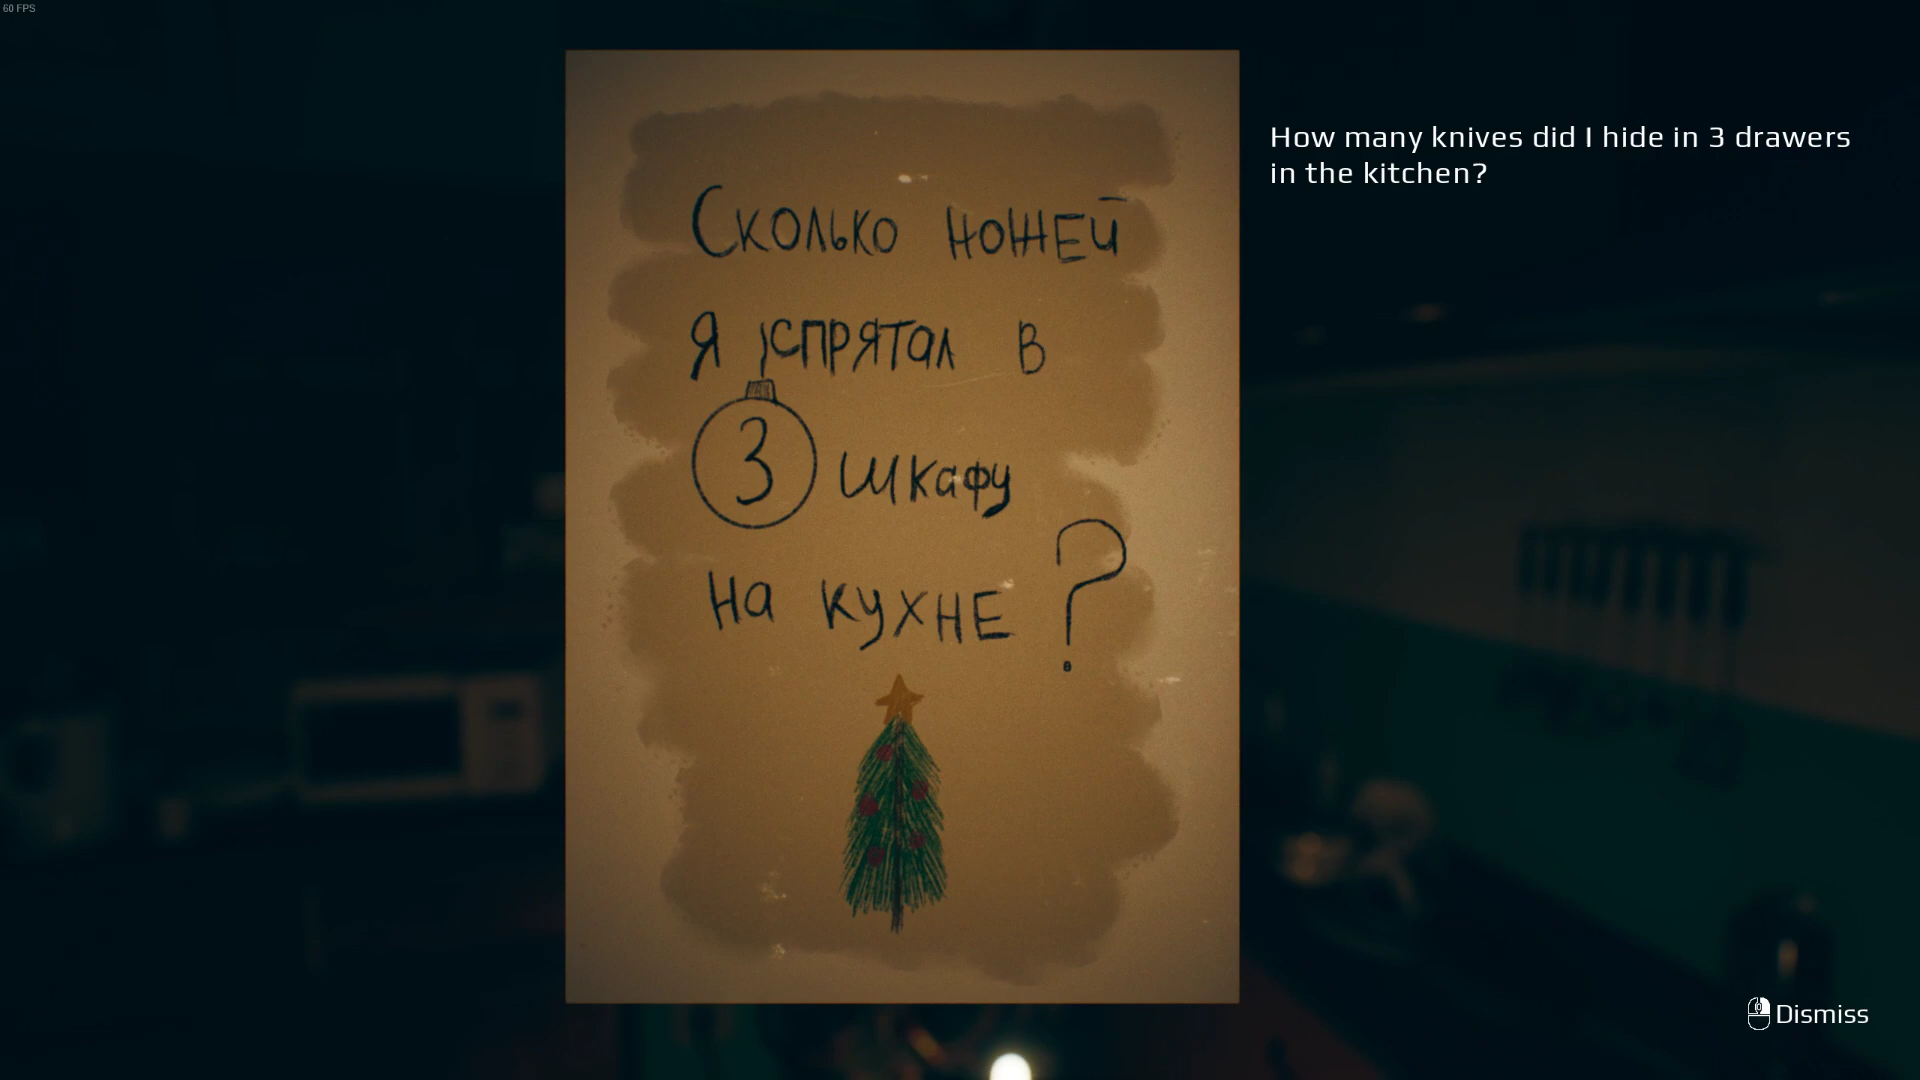 60 FPS
Сколько ножей
Я спрятал в
3 шкафу
на кухне?
How many knives did I hide in 3 drawers
in the kitchen?
Dismiss